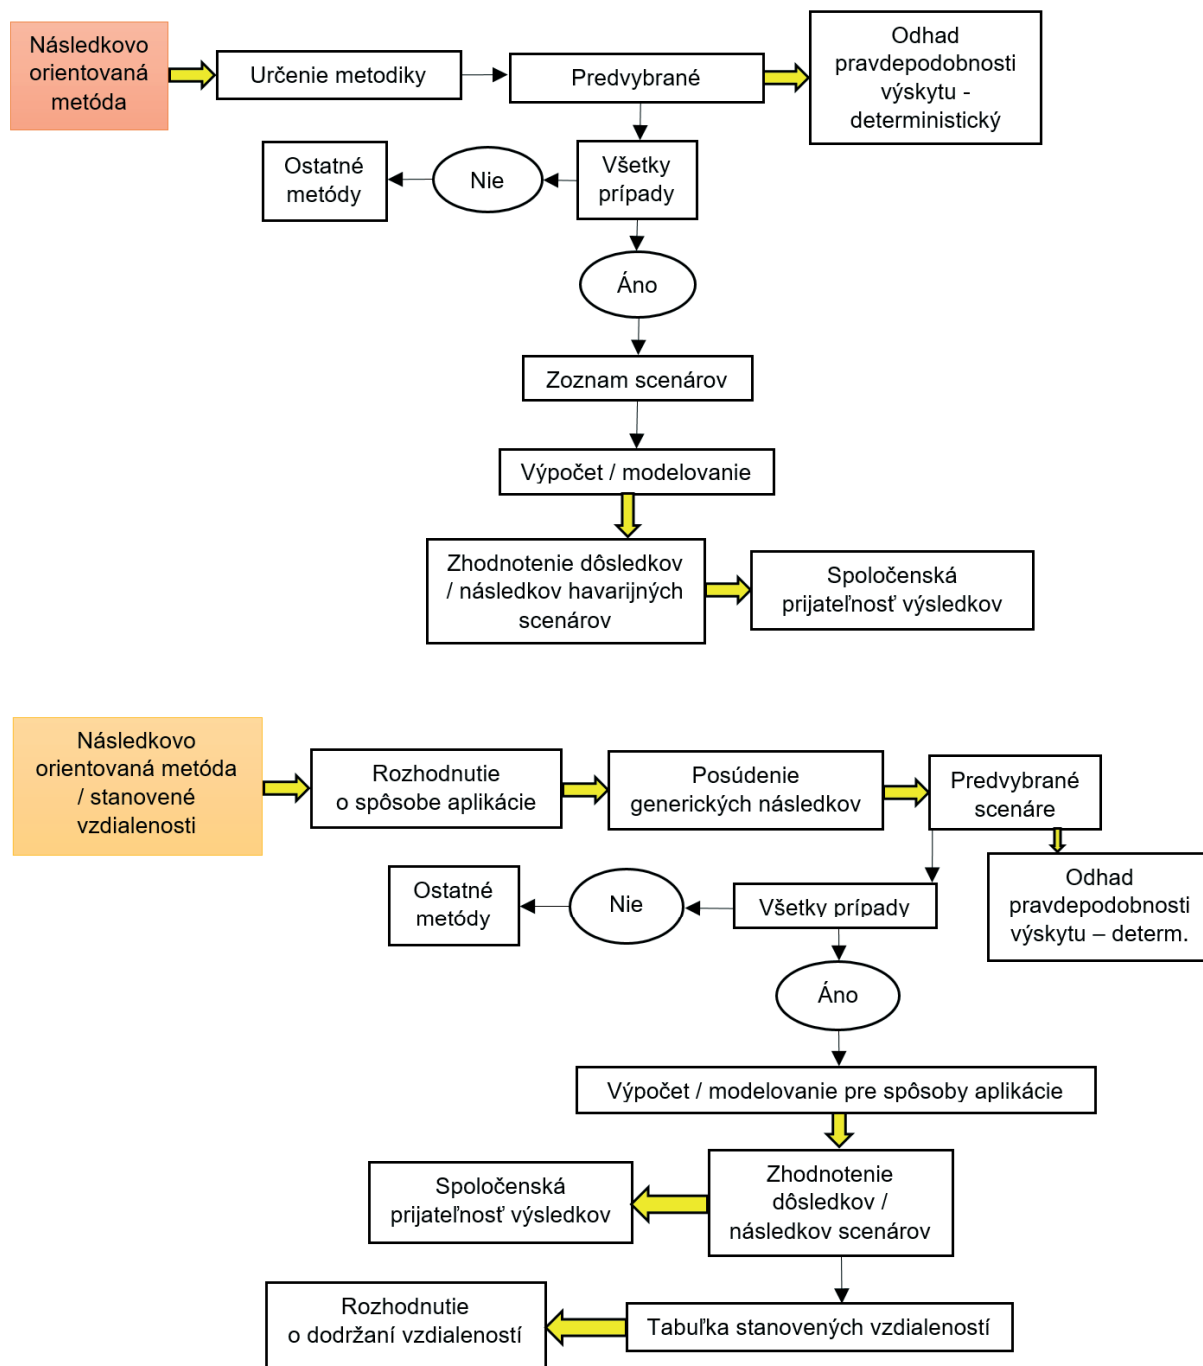 Následkovo
orientovaná
metóda
Určenie metodiky
Predvybrané
Odhad
pravdepodobnosti
výskytu -
deterministický
Ostatné
metódy
Nie
Všetky
prípady
Áno
Zoznam scenárov
Výpočet / modelovanie
Zhodnotenie dôsledkov
/ následkov havarijných
scenárov
Spoločenská
prijateľnosť výsledkov
Následkovo
orientovaná metóda
/ stanovené
vzdialenosti
Rozhodnutie
o spôsobe aplikácie
Posúdenie
generických následkov
Predvybrané
scenáre
Odhad
pravdepodobnosti
výskytu – determ.
Ostatné
metódy
Nie
Všetky prípady
Áno
Výpočet / modelovanie pre spôsoby aplikácie
Spoločenská
prijateľnosť výsledkov
Zhodnotenie
dôsledkov /
následkov scenárov
Rozhodnutie
o dodržaní vzdialeností
Tabuľka stanovených vzdialeností